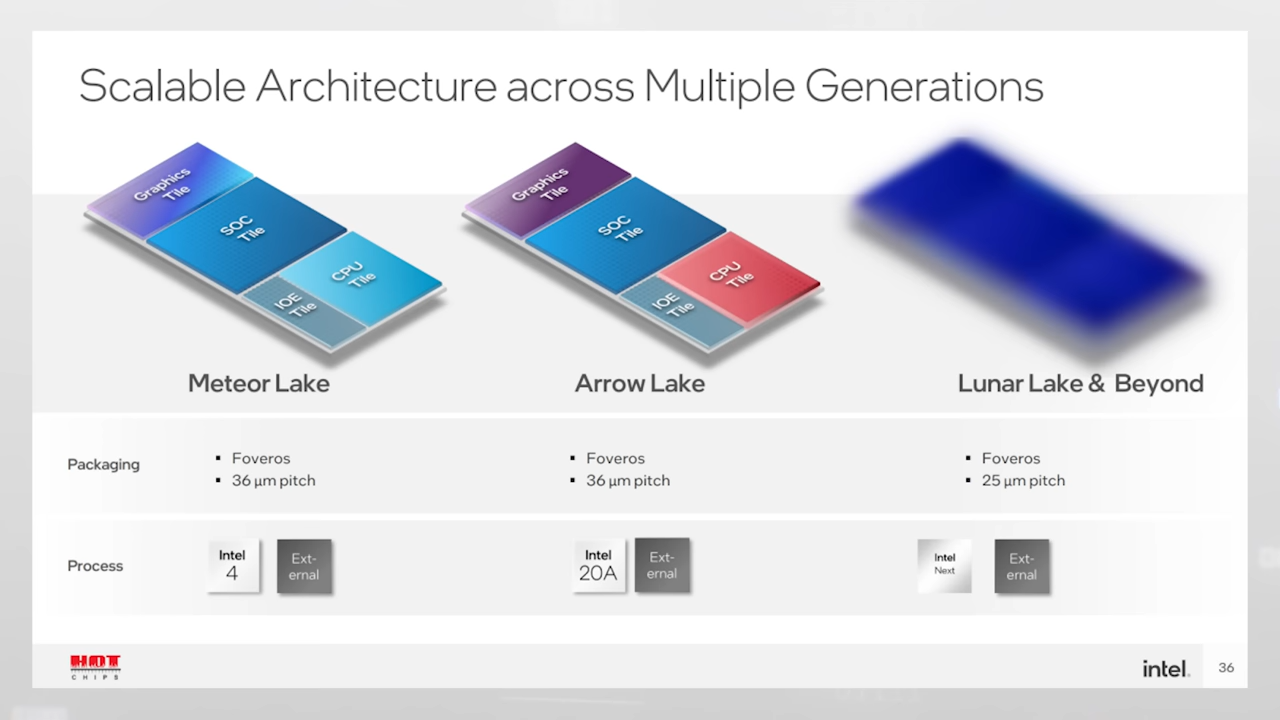 Scalable Architecture across Multiple Generations
Graphics
Tile
SOC
Tile
CPU
Tile
IOE
Tile
Graphics
Tile
SOC
Tile
CPU
Tile
IOE
Tile
Meteor Lake
Arrow Lake
Lunar Lake & Beyond
Packaging
▪ Foveros
▪ 36 µm pitch
▪ Foveros
▪ 36 µm pitch
▪ Foveros
▪ 25 µm pitch
Process
Intel
4
Ext-
ernal
Intel
20A
Ext-
ernal
Intel
Next
Ext-
ernal
HOT
CHIPS
intel.
36